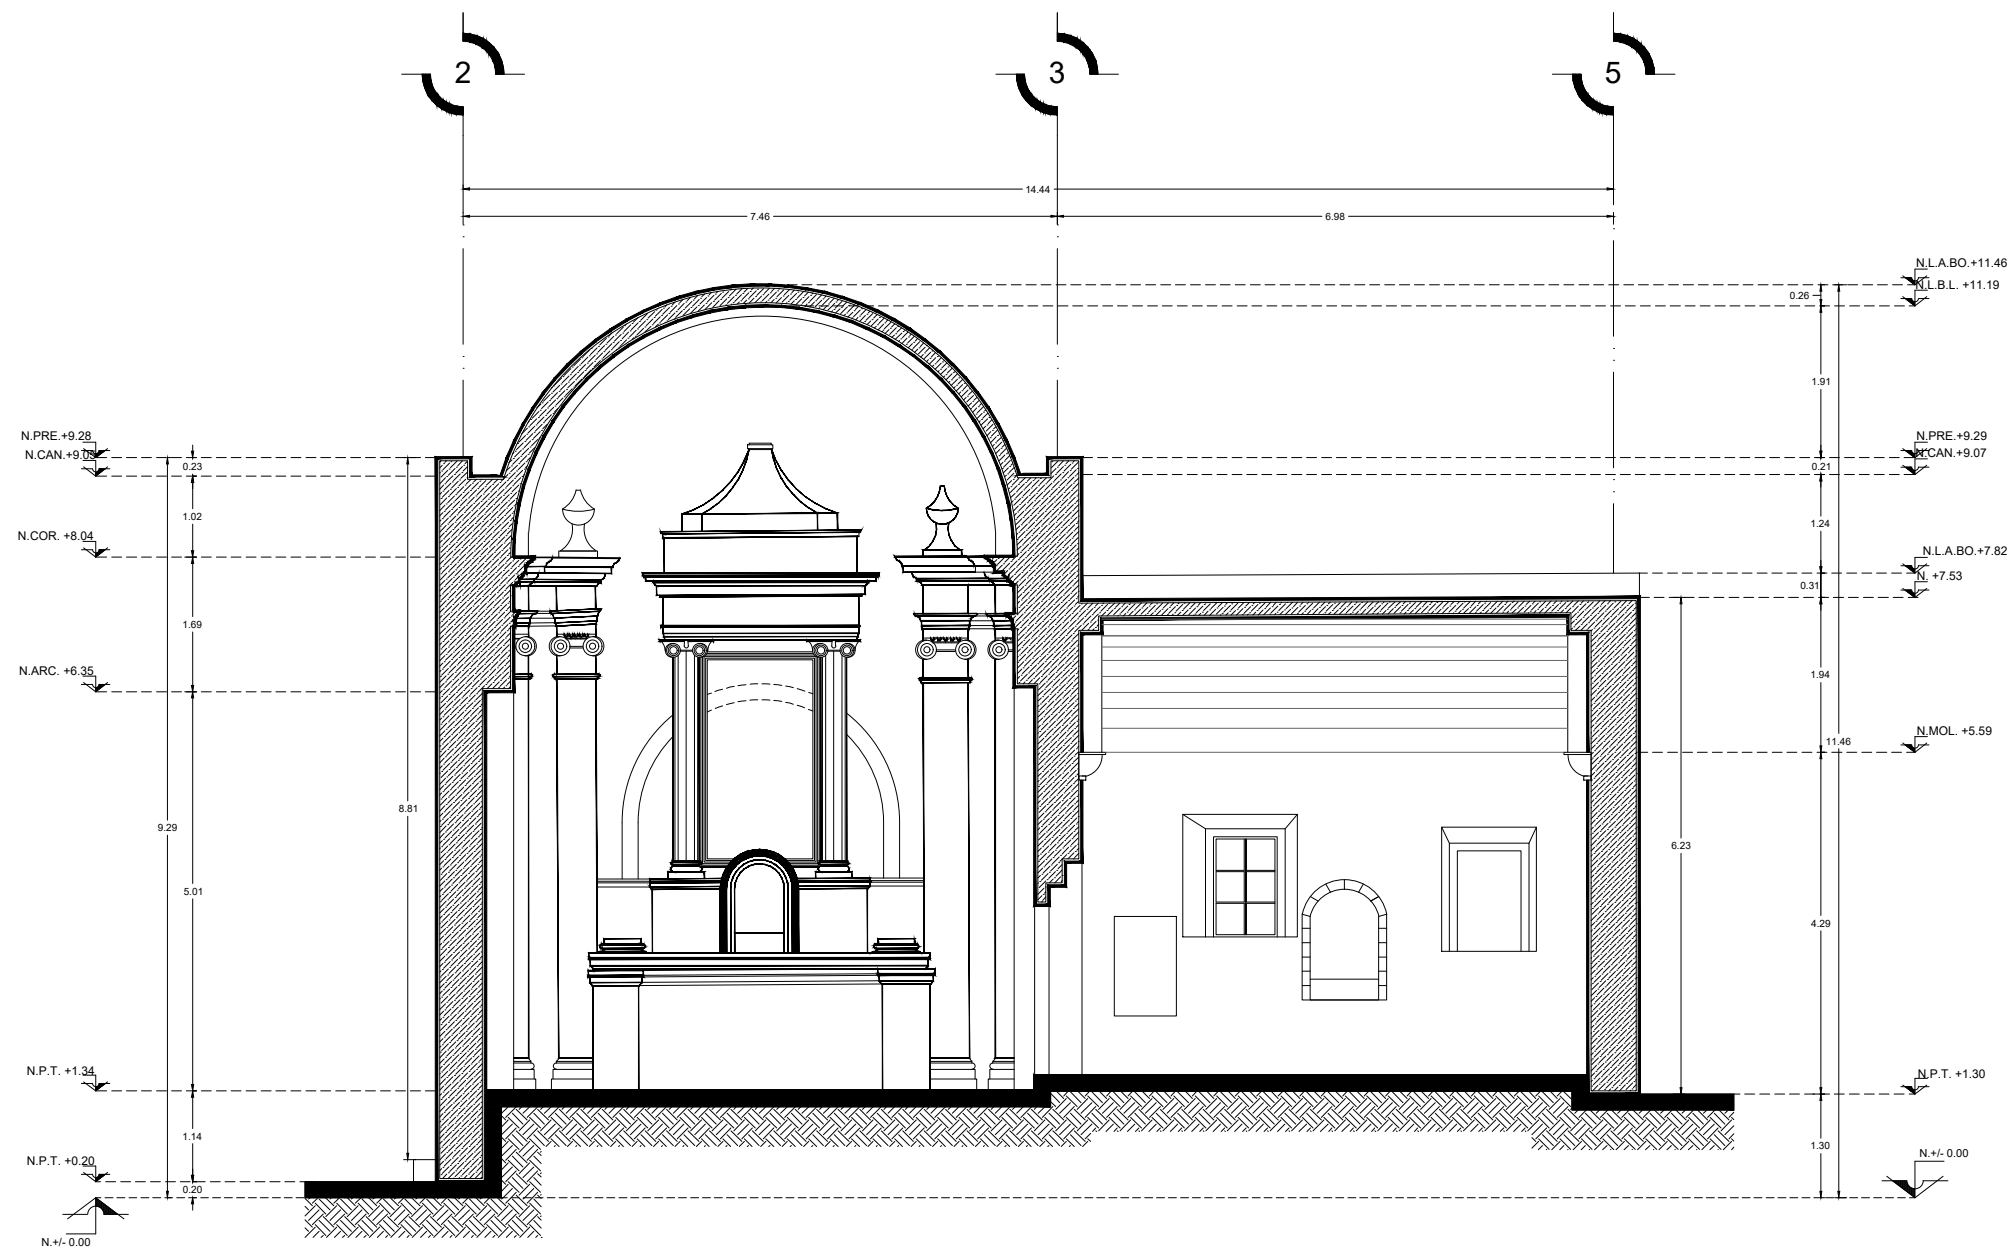 2
3
5
14.44
7.46
6.98
N.L.A.BO.+11.46
N.L.B.L. +11.19
0.26
1.91
N.PRE.+9.28
N.CAN.+9.05
0.23
1.02
N.COR. +8.04
1.69
N.ARC. +6.35
8.81
9.29
5.01
N.P.T. +1.34
1.14
N.P.T. +0.20
0.20
N.+/- 0.00
N.PRE.+9.29
N.CAN.+9.07
0.21
1.24
N.L.A.BO.+7.82
N. +7.53
0.31
1.94
11.46
N.MOL. +5.59
6.23
4.29
N.P.T. +1.30
1.30
N.+/- 0.00